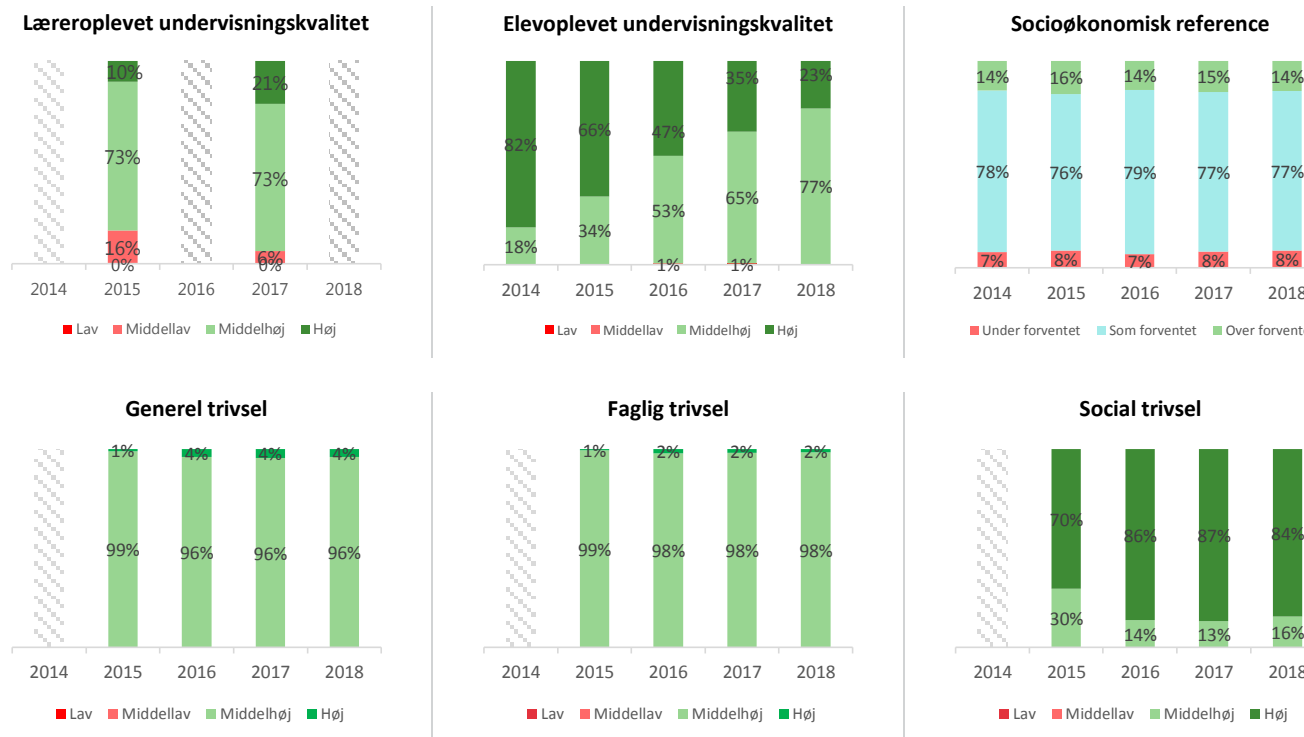 Læreroplevet undervisningskvalitet
10%
21%
73%
73%
16%
6%
0%
0%
2014 2015 2016 2017 2018
Lav Middellav Middelhøj Høj
Elevoplevet undervisningskvalitet
82%
66%
47%
35%
23%
18%
34%
53%
65%
77%
1%
1%
2014 2015 2016 2017 2018
Lav Middellav Middelhøj Høj
Socioøkonomisk reference
14% 16% 14% 15% 14%
78% 76% 79% 77% 77%
7% 8% 7% 8% 8%
2014 2015 2016 2017 2018
Under forventet Som forventet Over forvente
Generel trivsel
1% 4% 4% 4%
99% 96% 96% 96%
2014 2015 2016 2017 2018
Lav Middellav Middelhøj Høj
Faglig trivsel
1% 2% 2% 2%
99% 98% 98% 98%
2014 2015 2016 2017 2018
Lav Middellav Middelhøj Høj
Social trivsel
70% 86% 87% 84%
30% 14% 13% 16%
2014 2015 2016 2017 2018
Lav Middellav Middelhøj Høj